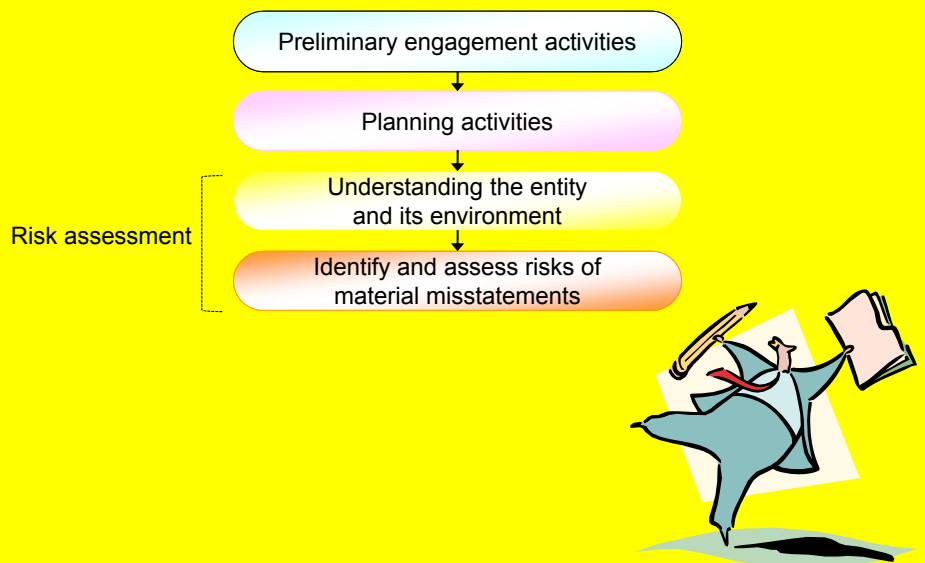 Preliminary engagement activities
Planning activities
Understanding the entity
and its environment
Risk assessment
Identify and assess risks of
material misstatements